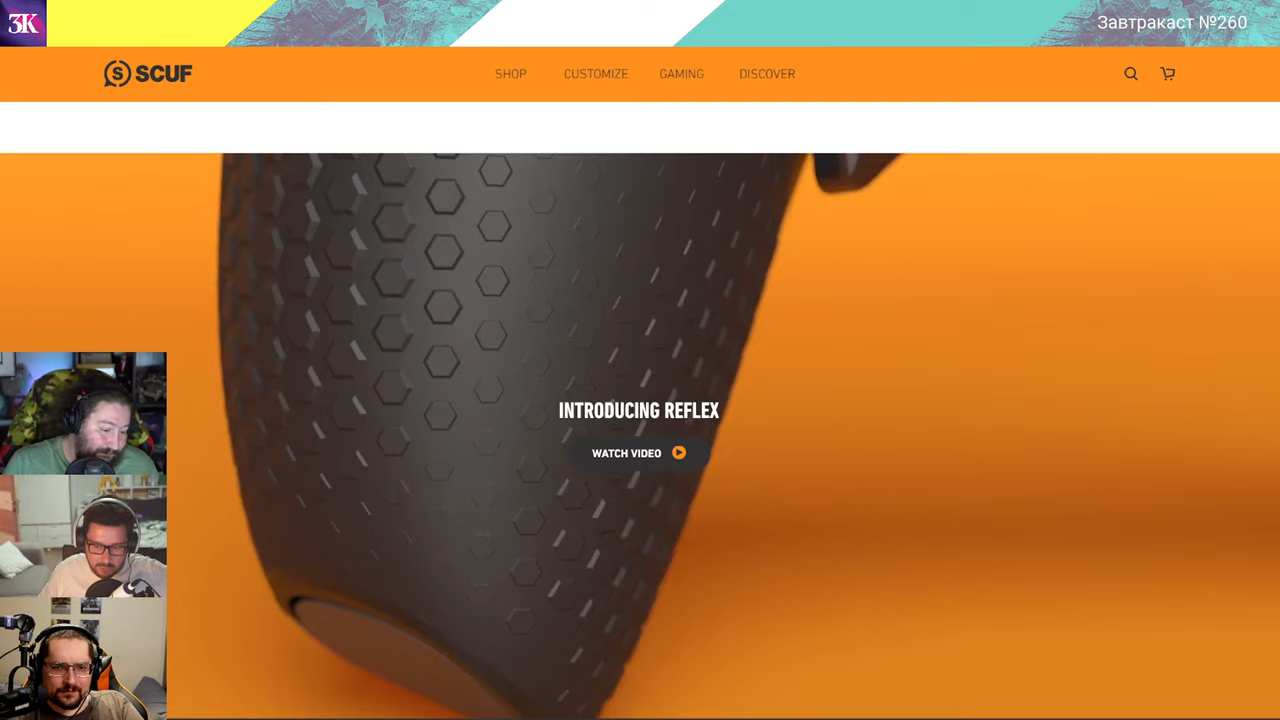 ЗК
Завтракаст №260
S SCUF
SHOP
CUSTOMIZE
GAMING
DISCOVER
INTRODUCING REFLEX
WATCH VIDEO